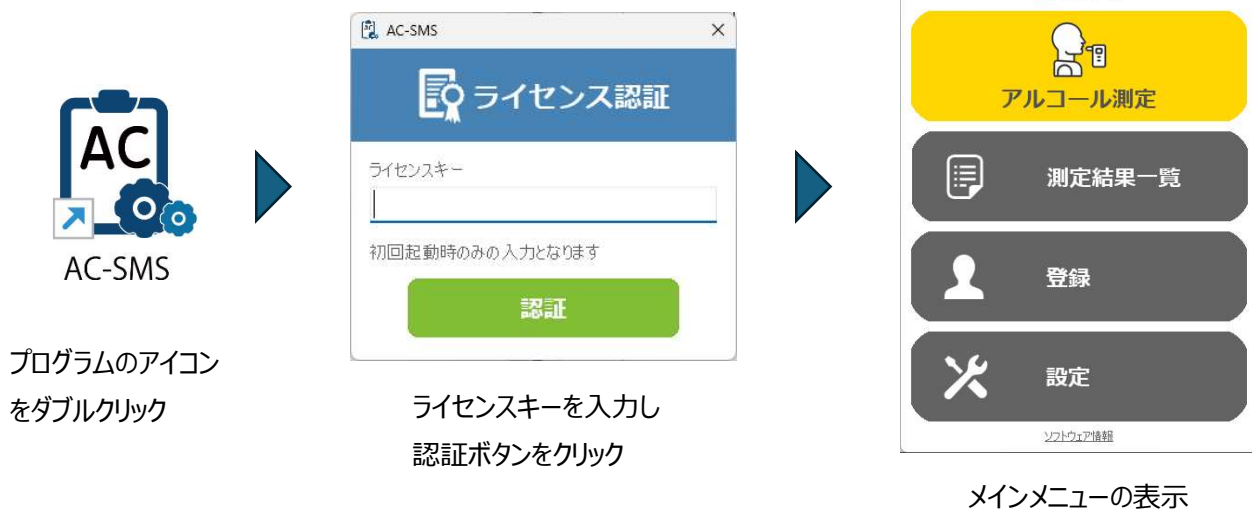 AC
AC-SMS
プログラムのアイコン
をダブルクリック
AC-SMS
ライセンス認証
ライセンスキー
初回起動時のみの入力となります
認証
ライセンスキーを入力し
認証ボタンをクリック
アルコール測定
測定結果一覧
登録
設定
ソフトウェア情報
メインメニューの表示